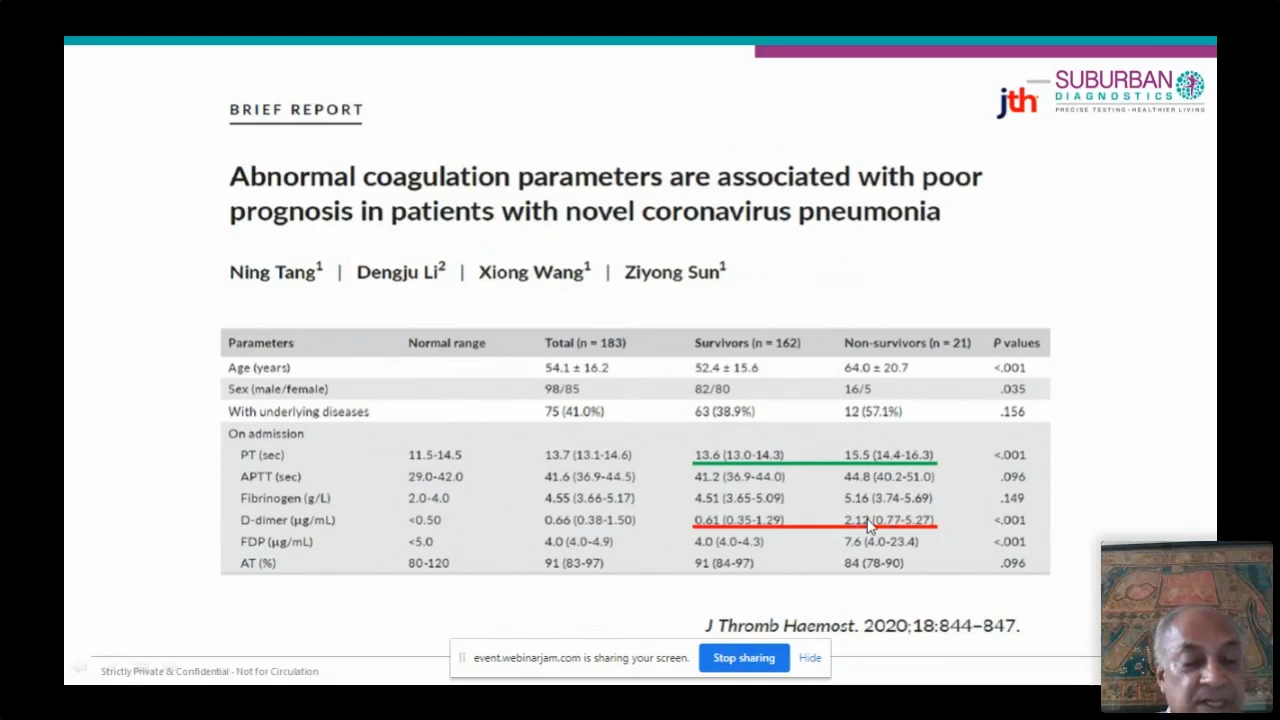 BRIEF REPORT
jth
SUBURBAN
DIAGNOSTICS
PRECISE TESTING-HEALTHIER LIVING
Abnormal coagulation parameters are associated with poor
prognosis in patients with novel coronavirus pneumonia
Ning Tang1 | Dengju Li2 | Xiong Wang1 | Ziyong Sun1
Parameters Normal range Total (n = 183) Survivors (n = 162) Non-survivors (n = 21) P values
Age (years) 54.1 ± 16.2 52.4 ± 15.6 64.0 ± 20.7 <.001
Sex (male/female) 98/85 82/80 16/5 .035
With underlying diseases 75 (41.0%) 63 (38.9%) 12 (57.1%) .156
On admission
PT (sec) 11.5-14.5 13.7 (13.1-14.6) 13.6 (13.0-14.3) 15.5 (14.4-16.3) <.001
APTT (sec) 29.0-42.0 41.6 (36.9-44.5) 41.2 (36.9-44.0) 44.8 (40.2-51.0) .096
Fibrinogen (g/L) 2.0-4.0 4.55 (3.66-5.17) 4.51 (3.65-5.09) 5.16 (3.74-5.69) .149
D-dimer (µg/mL) <0.50 0.66 (0.38-1.50) 0.61 (0.35-1.29) 2.12 (0.77-5.27) <.001
FDP (µg/mL) <5.0 4.0 (4.0-4.9) 4.0 (4.0-4.3) 7.6 (4.0-23.4) <.001
AT (%) 80-120 91 (83-97) 91 (84-97) 84 (78-90) .096
J Thromb Haemost. 2020;18:844–847.
event.webinarjam.com is sharing your screen. Stop sharing Hide
Strictly Private & Confidential - Not for Circulation